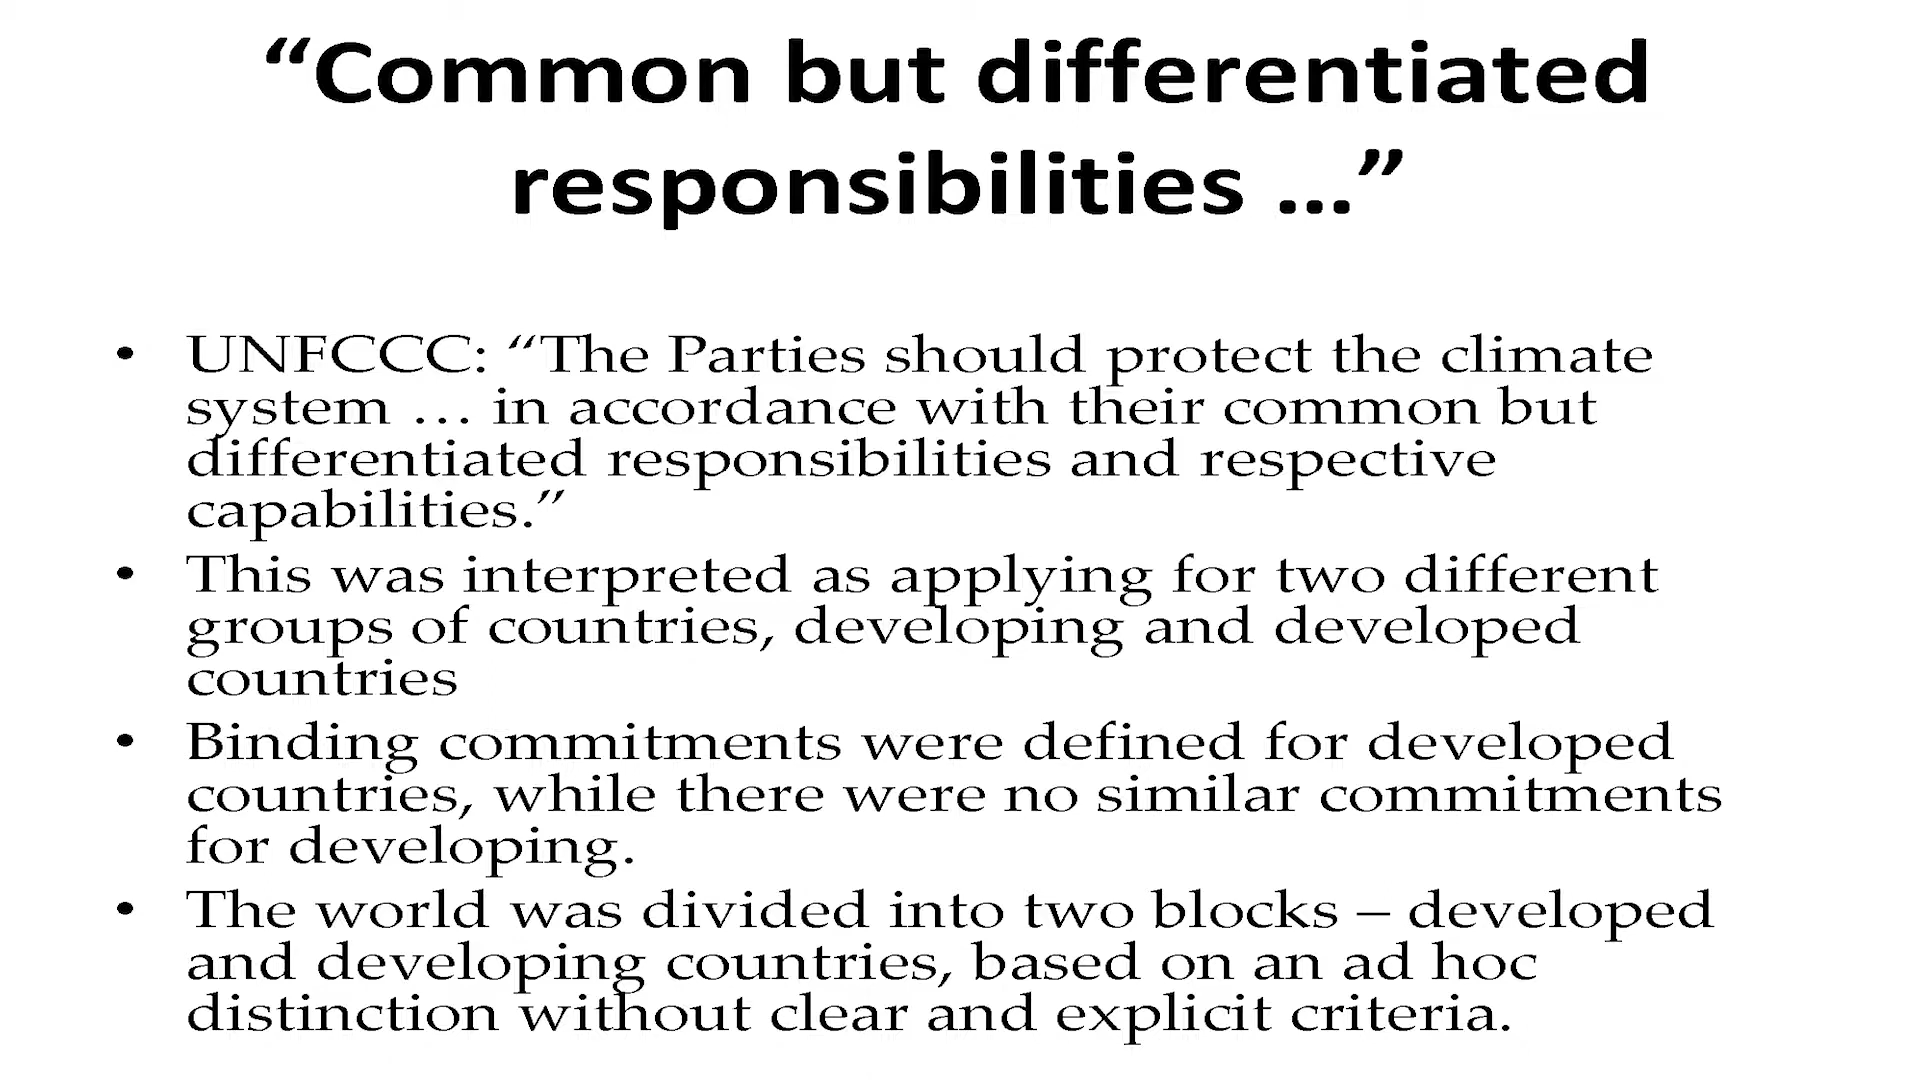 “Common but differentiated
responsibilities …”
• UNFCCC: “The Parties should protect the climate
system … in accordance with their common but
differentiated responsibilities and respective
capabilities.”
• This was interpreted as applying for two different
groups of countries, developing and developed
countries
• Binding commitments were defined for developed
countries, while there were no similar commitments
for developing.
• The world was divided into two blocks – developed
and developing countries, based on an ad hoc
distinction without clear and explicit criteria.